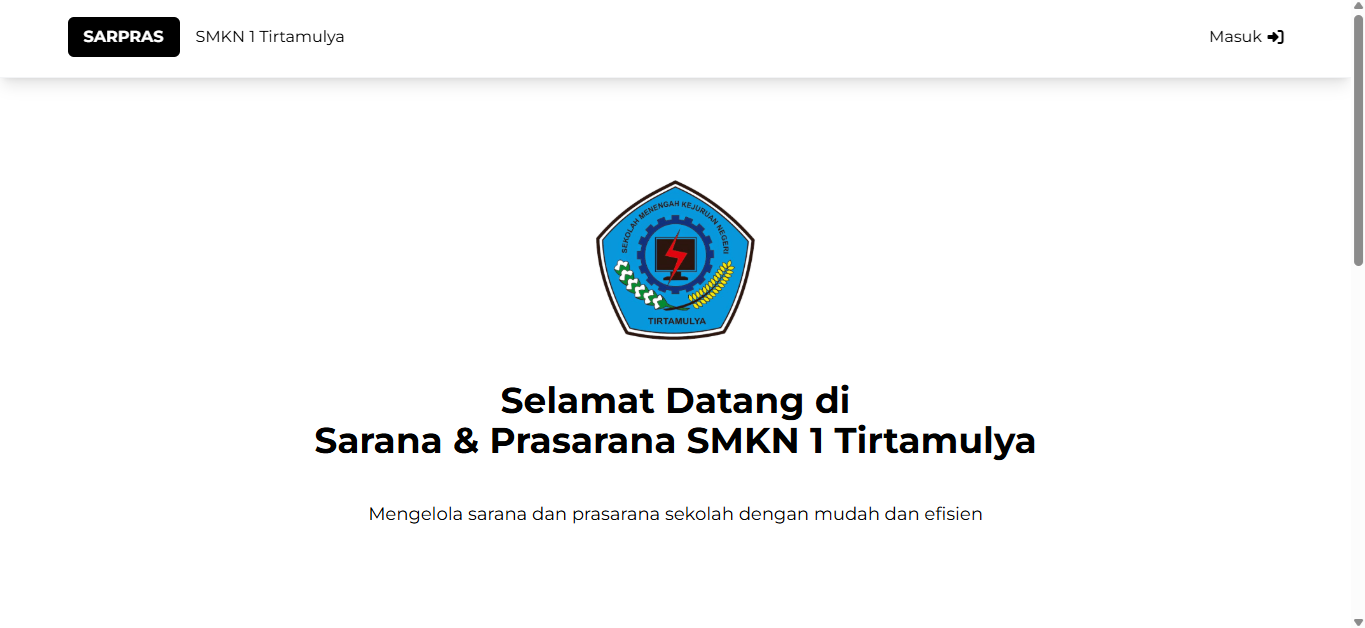 SARPRAS
SMKN 1 Tirtamulya
Masuk
SEKOLAH MENENGAH KEJURUAN NEGERI
TIRTAMULYA
Selamat Datang di
Sarana & Prasarana SMKN 1 Tirtamulya
Mengelola sarana dan prasarana sekolah dengan mudah dan efisien